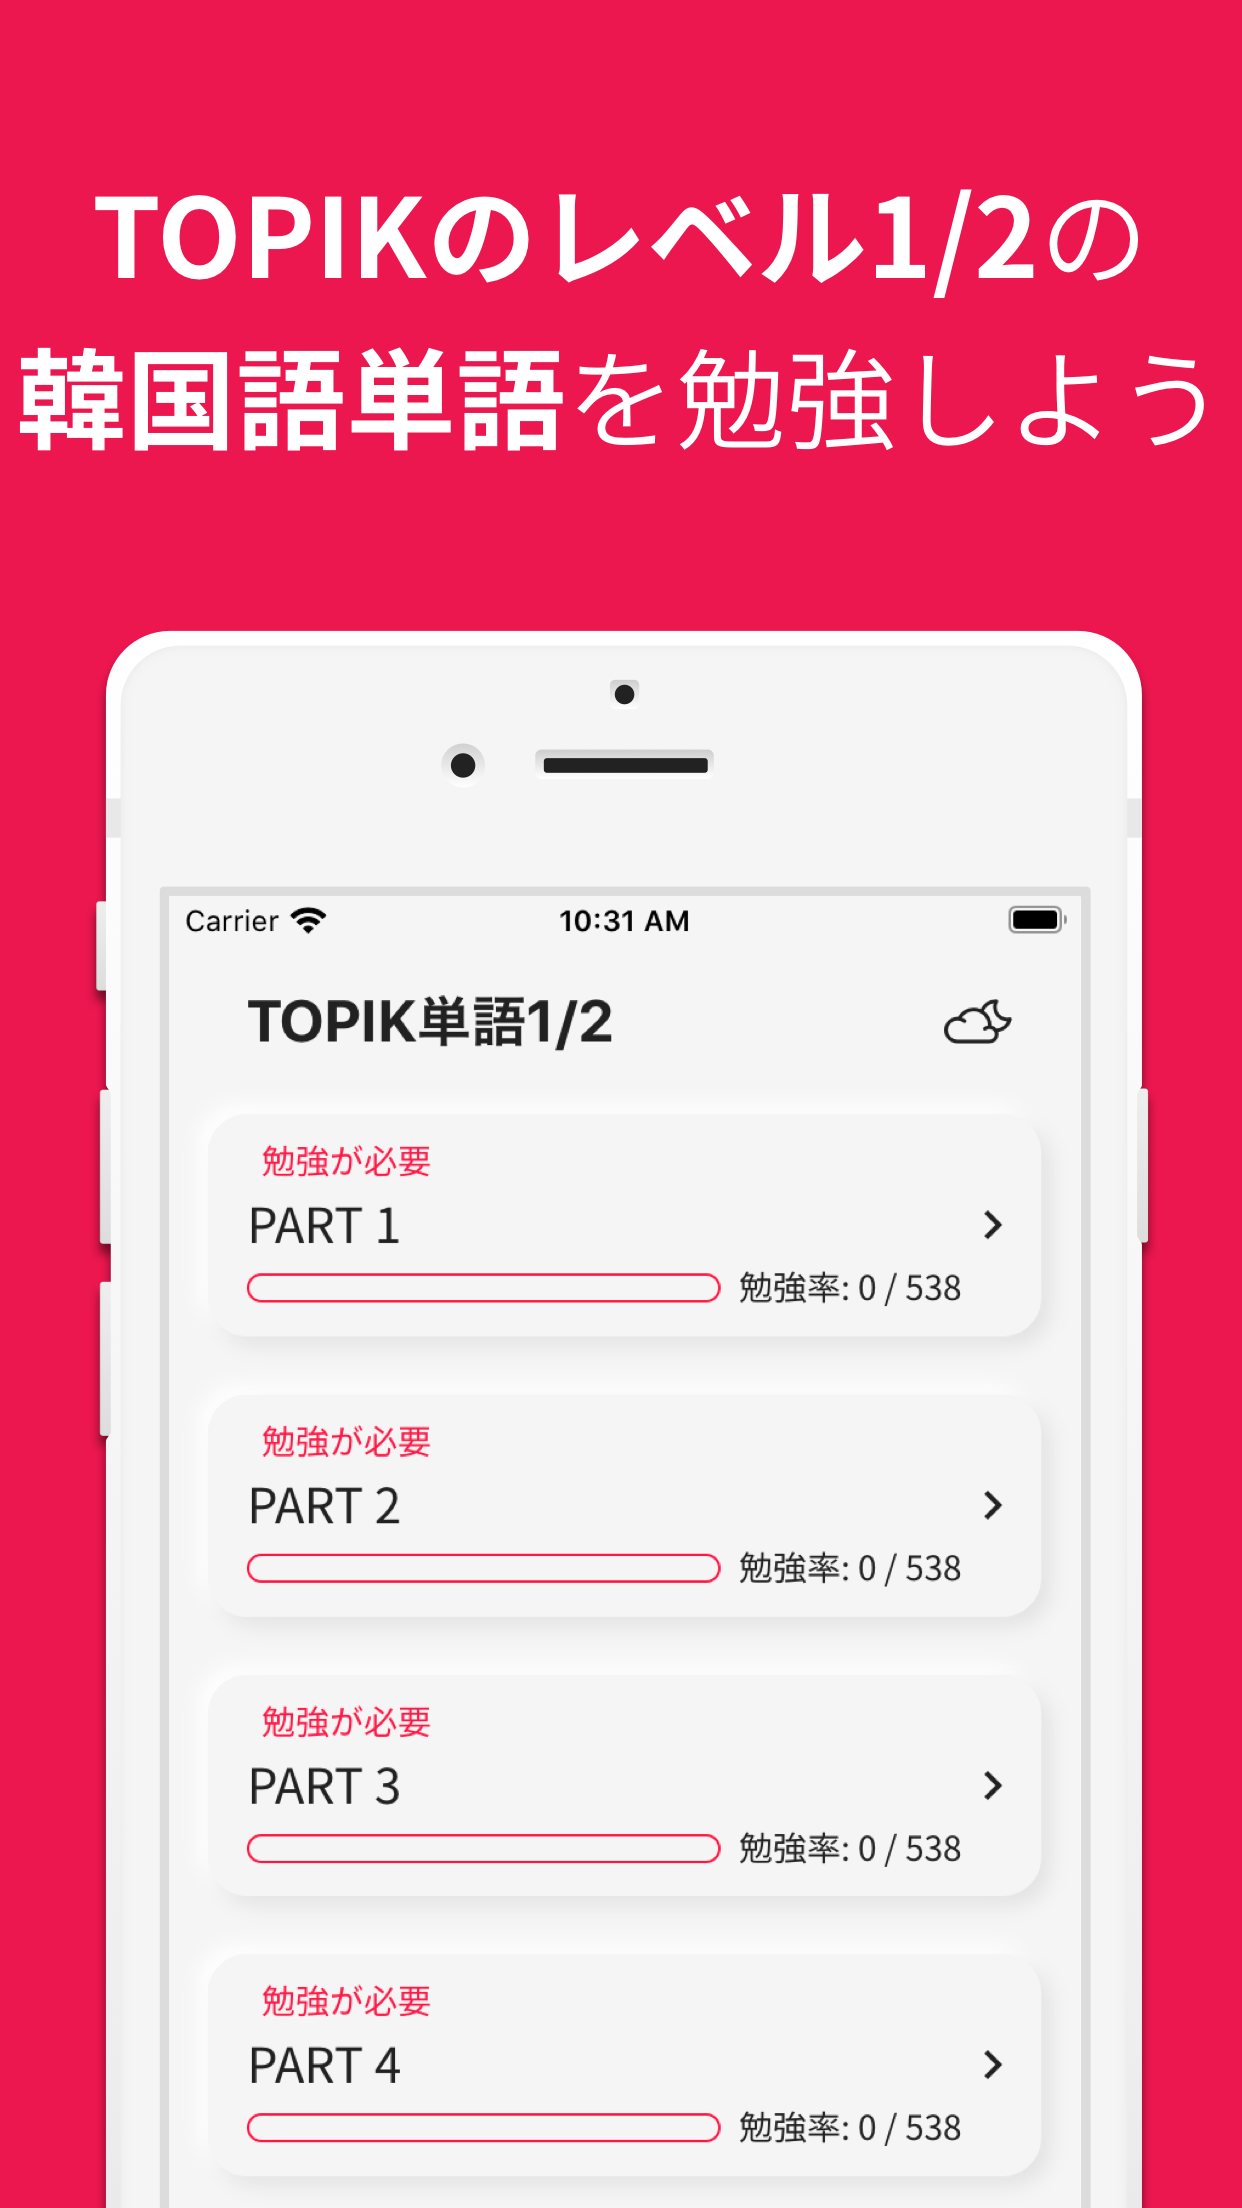 TOPIKのレベル1/2の
韓国語単語を勉強しよう
Carrier 10:31 AM
TOPIK単語1/2
勉強が必要
PART 1
勉強率: 0 / 538
勉強が必要
PART 2
勉強率: 0 / 538
勉強が必要
PART 3
勉強率: 0 / 538
勉強が必要
PART 4
勉強率: 0 / 538